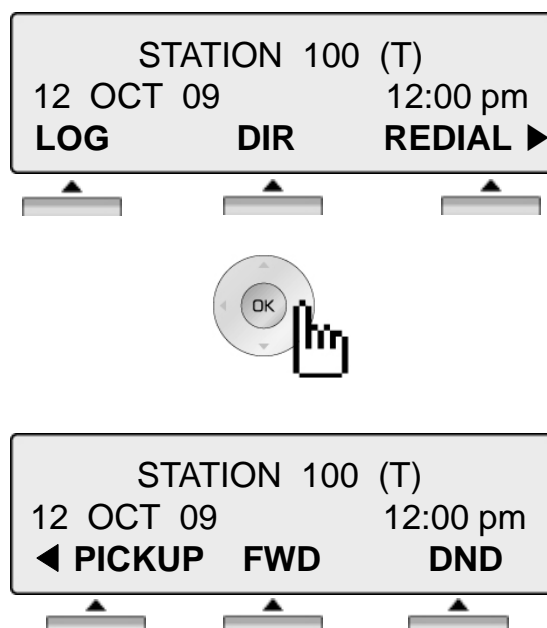 STATION 100 (T)
12 OCT 09 12:00 pm
LOG DIR REDIAL ▶
OK
STATION 100 (T)
12 OCT 09 12:00 pm
◀ PICKUP FWD DND